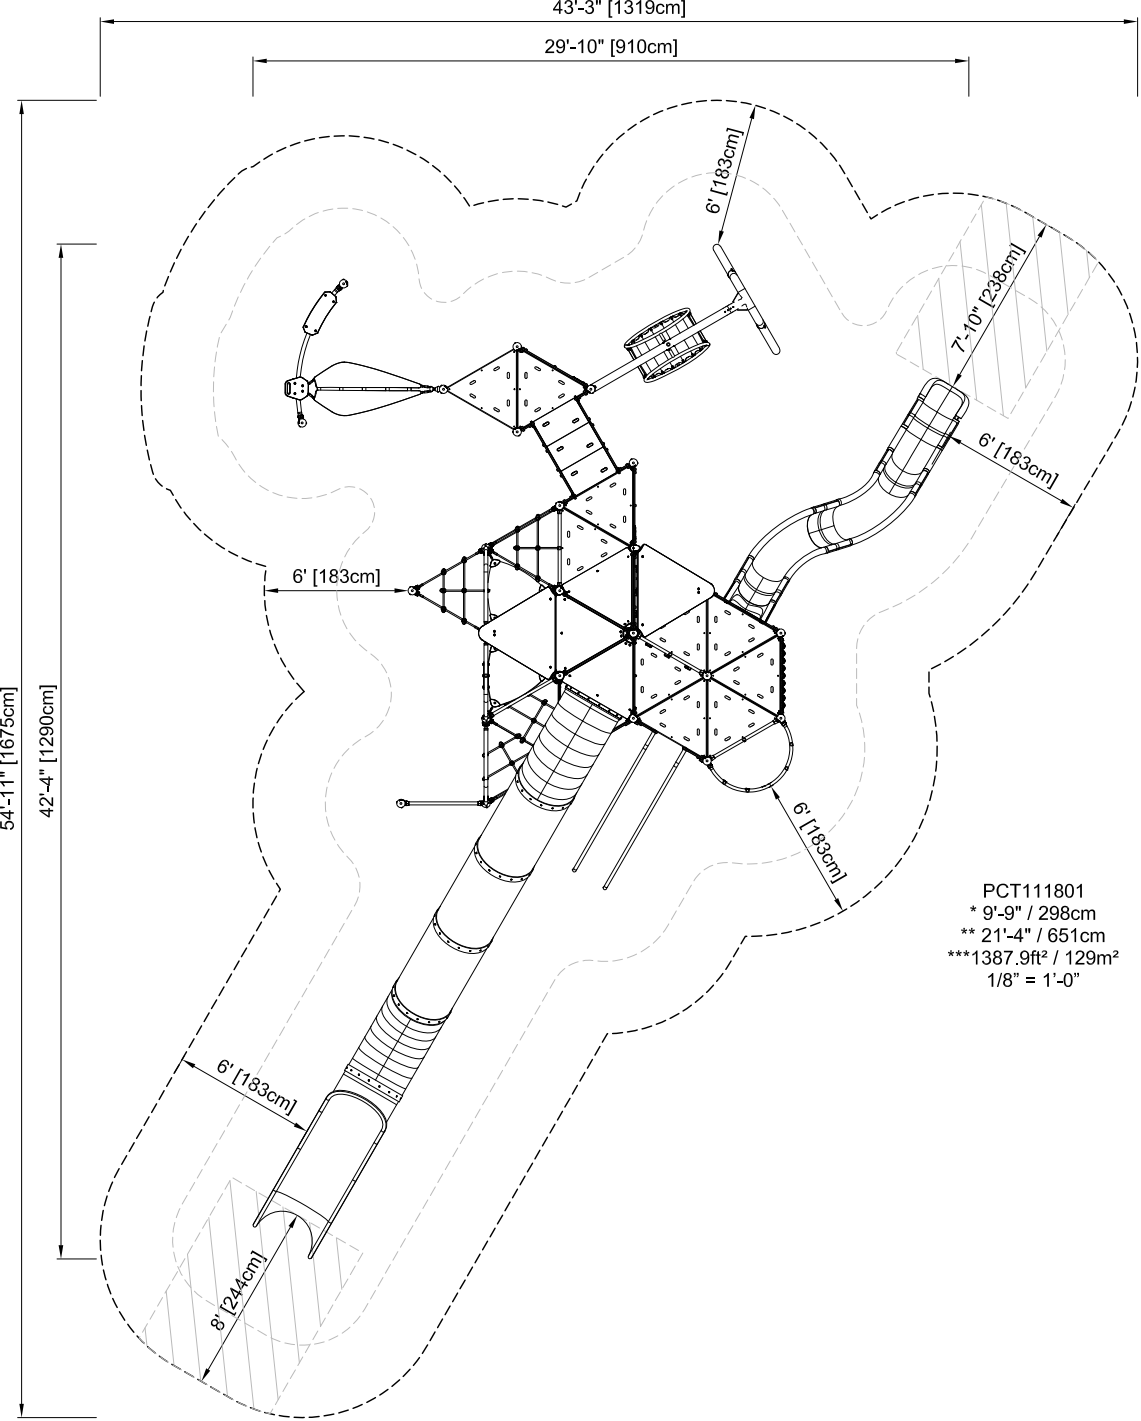 43'-3" [1319cm]
29'-10" [910cm]
6' [183cm]
7'-10" [238cm]
6' [183cm]
6' [183cm]
54'-11" [1675cm]
42'-4" [1290cm]
6' [183cm]
PCT111801
* 9'-9" / 298cm
** 21'-4" / 651cm
***1387.9ft² / 129m²
1/8” = 1’-0”
6' [183cm]
8' [244cm]